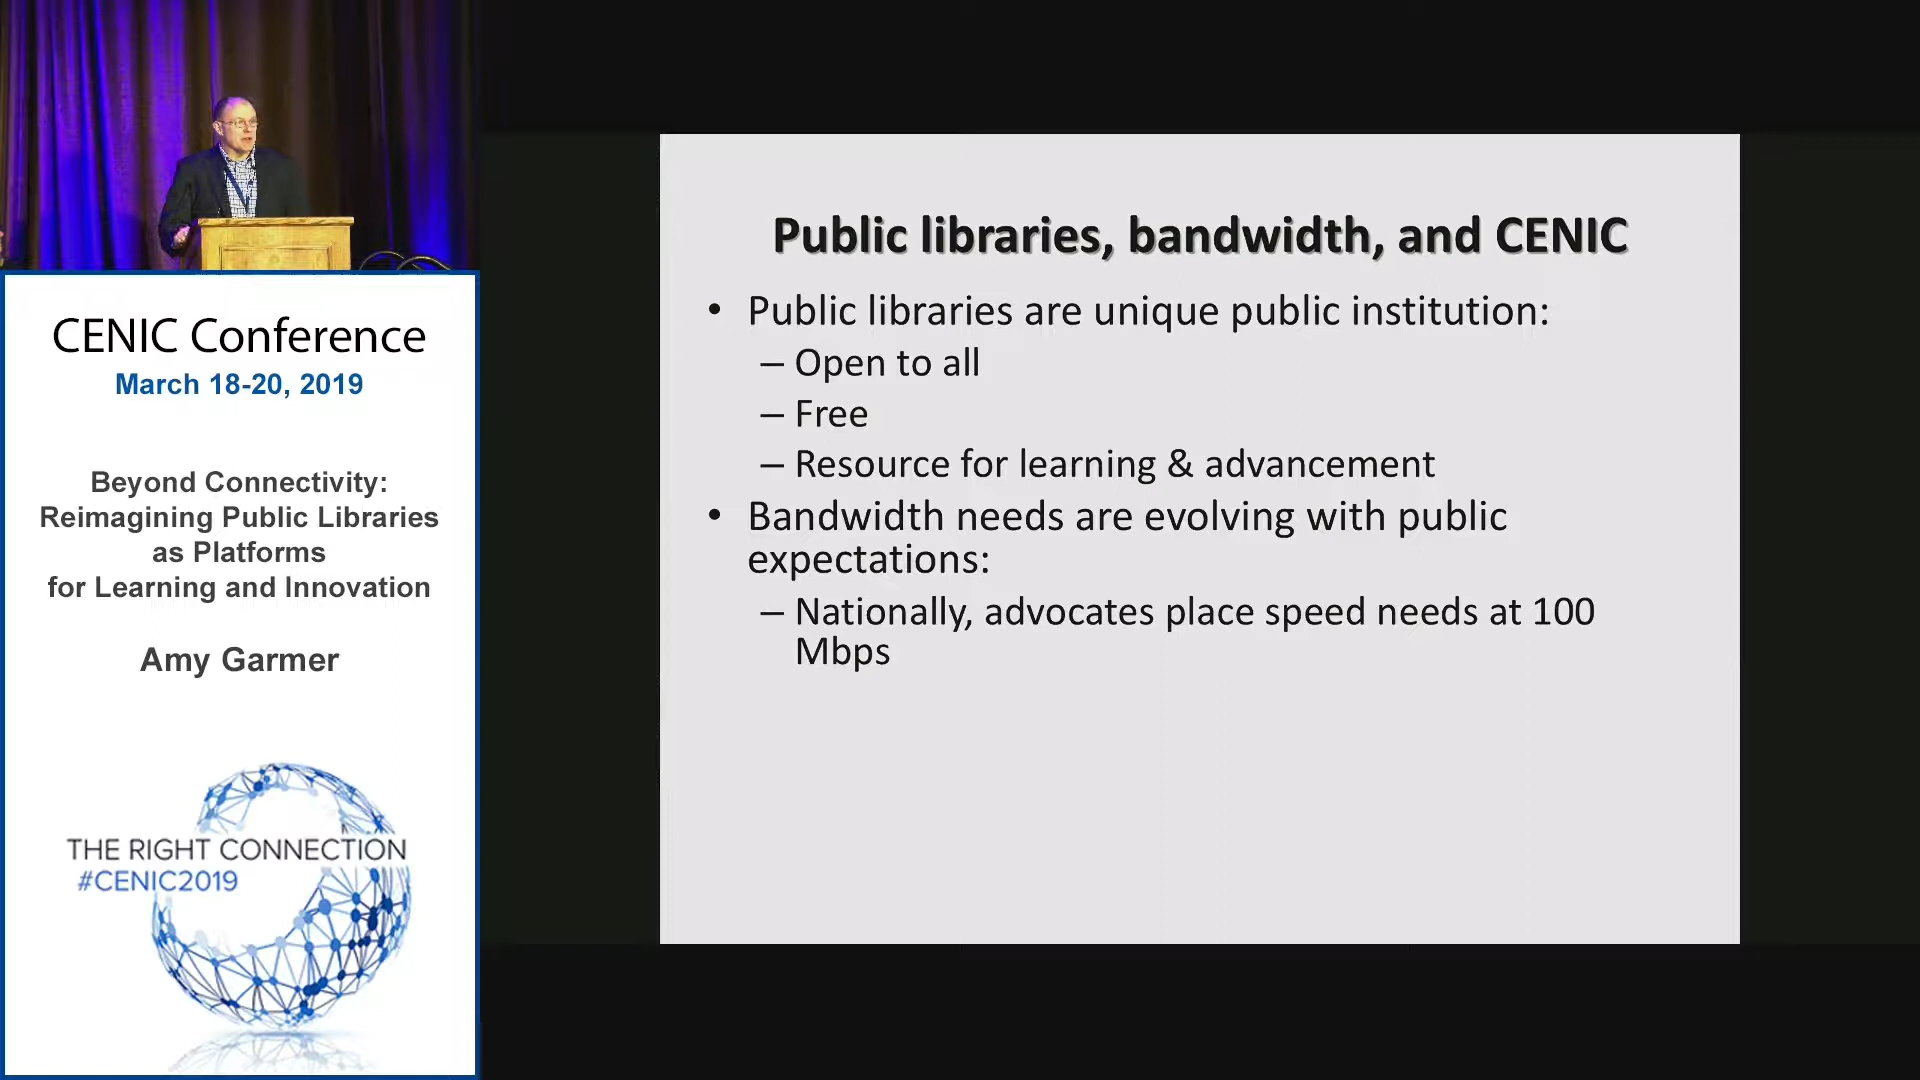 CENIC Conference
March 18-20, 2019
Beyond Connectivity:
Reimagining Public Libraries
as Platforms
for Learning and Innovation
Amy Garmer
THE RIGHT CONNECTION
#CENIC2019
Public libraries, bandwidth, and CENIC
• Public libraries are unique public institution:
– Open to all
– Free
– Resource for learning & advancement
• Bandwidth needs are evolving with public
expectations:
– Nationally, advocates place speed needs at 100
Mbps